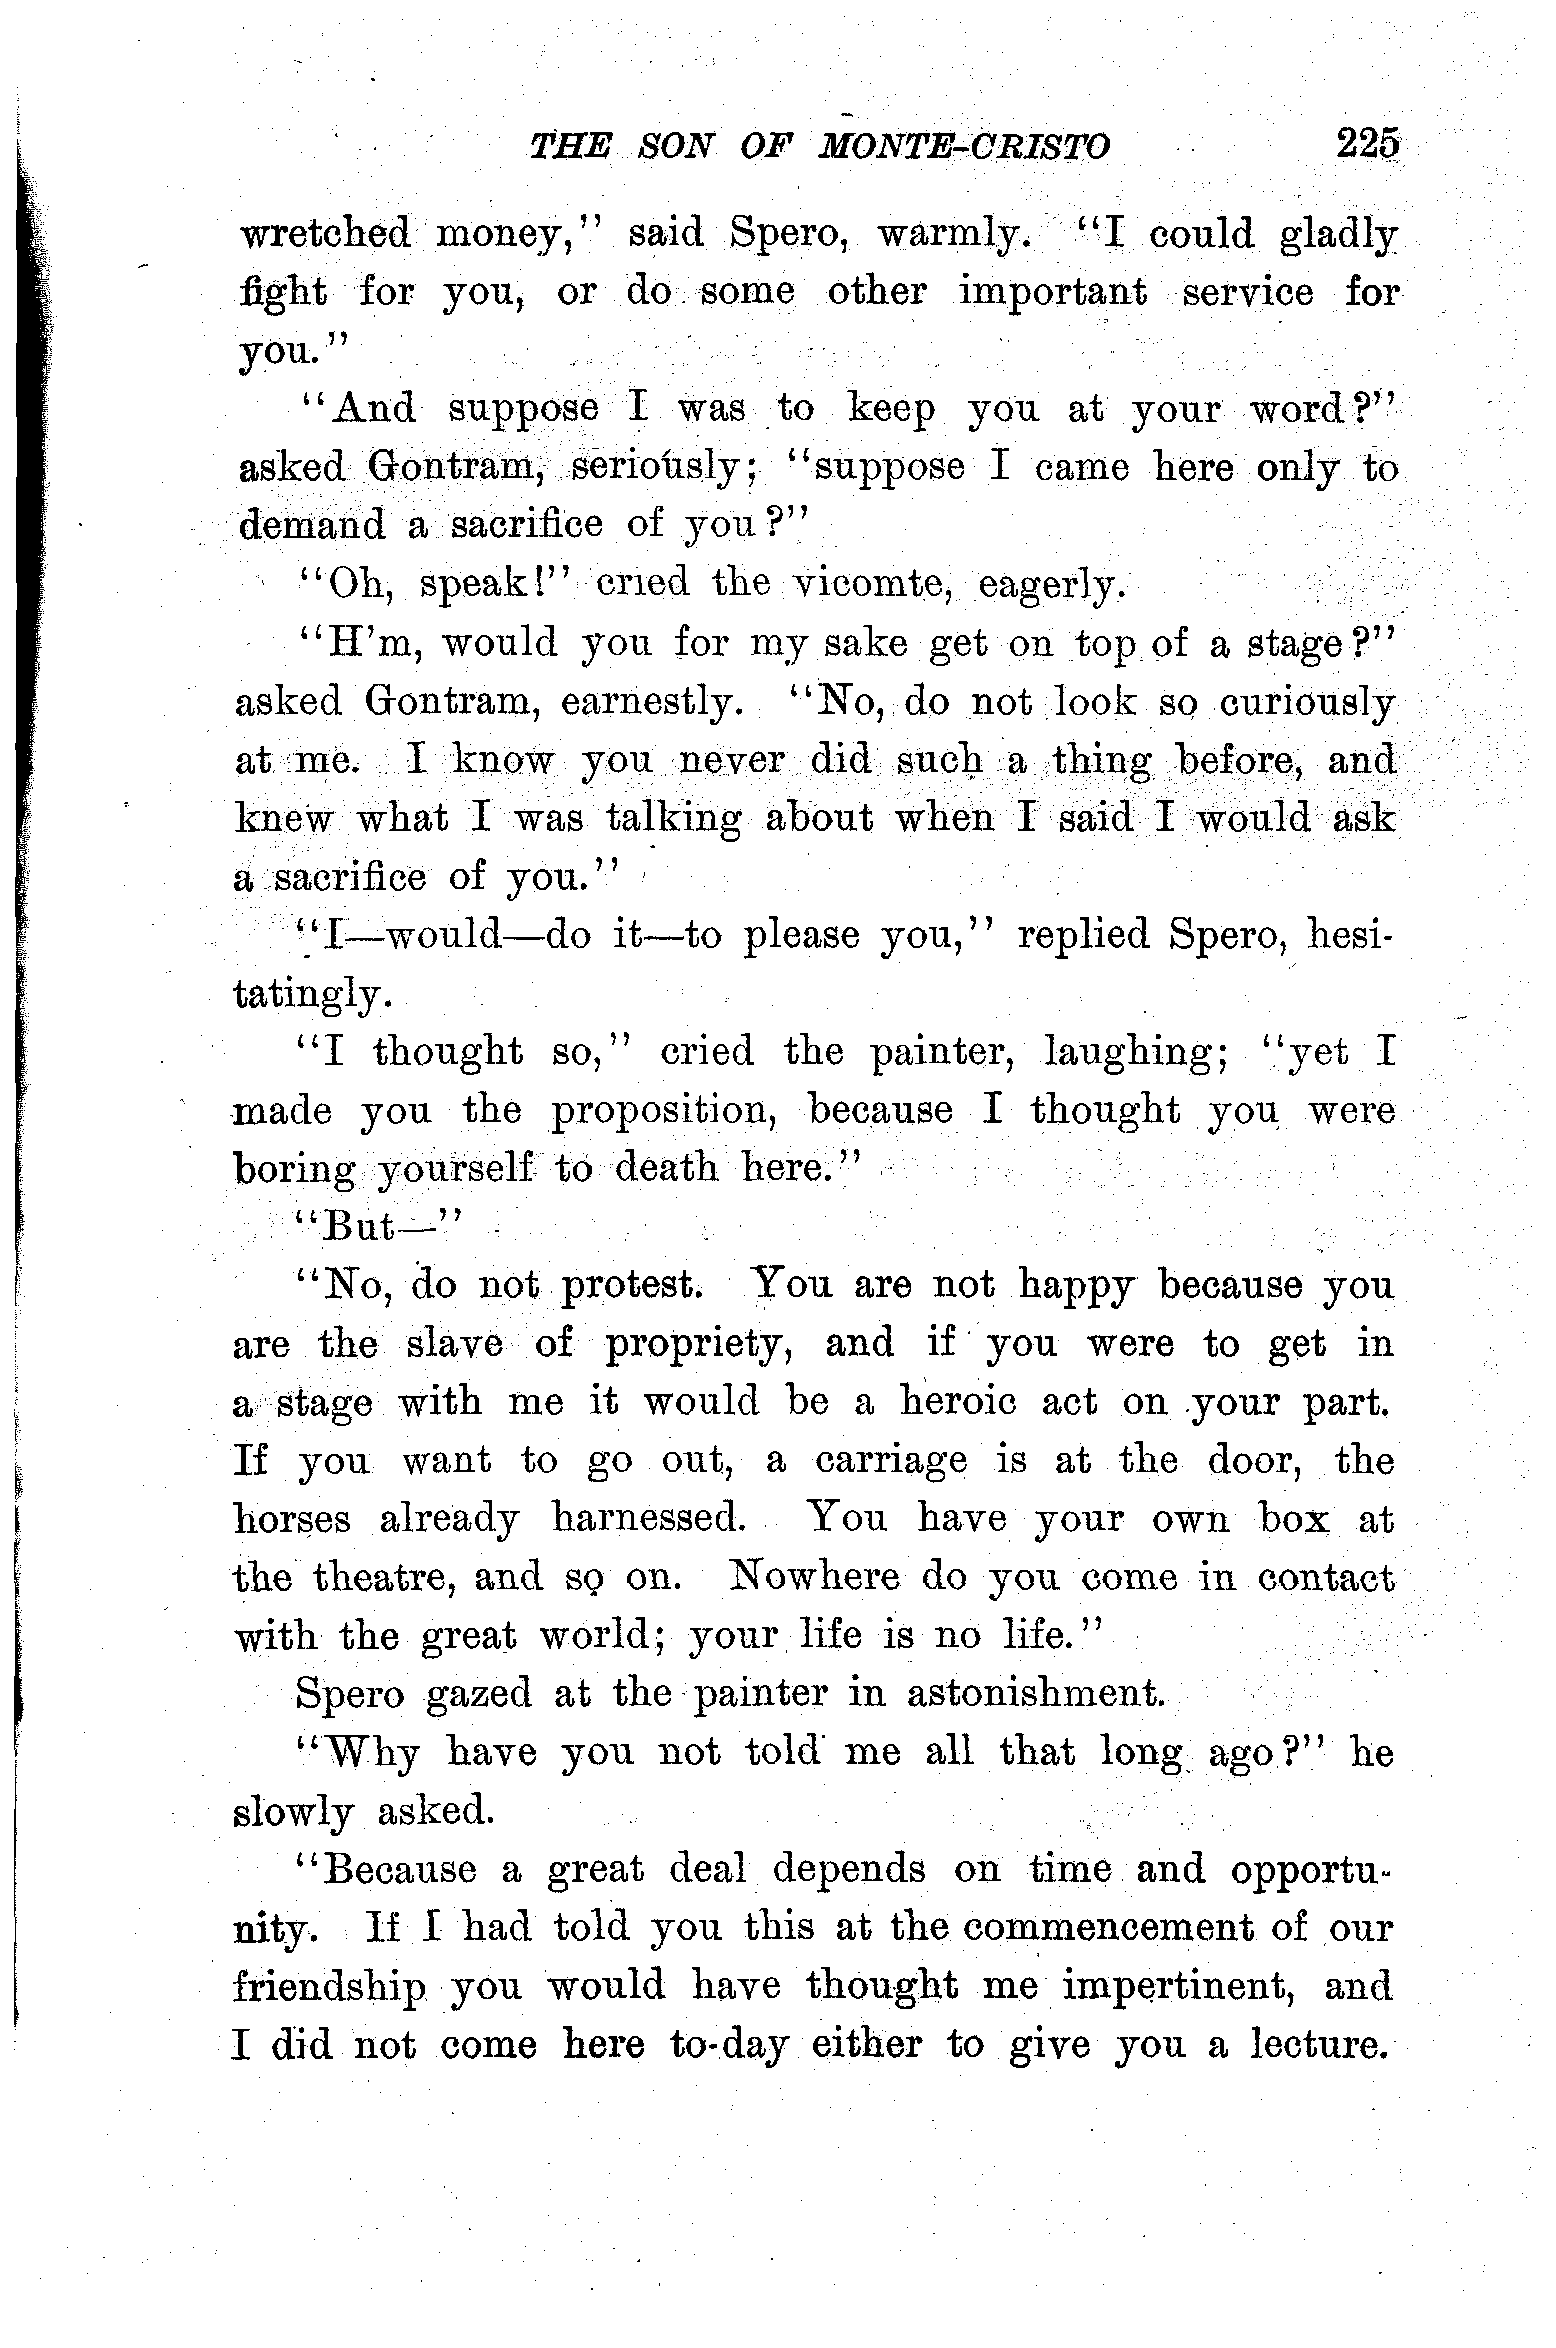 THE SON OF MONTE-CRISTO 225
wretched money," said Spero, warmly. "I could gladly
fight for you, or do some other important service for
you."
"And suppose I was to keep you at your word?"
asked Gontram, seriously; "suppose I came here only to
demand a sacrifice of you?"
"Oh, speak!" cried the vicomte, eagerly.
"H'm, would you for my sake get on top of a stage?"
asked Gontram, earnestly. "No, do not look so curiously
at me. I know you never did such a thing before, and
knew what I was talking about when I said I would ask
a sacrifice of you."
"I—would—do it—to please you," replied Spero, hesi-
tatingly.
"I thought so," cried the painter, laughing; "yet I
made you the proposition, because I thought you were
boring yourself to death here."
"But—"
"No, do not protest. You are not happy because you
are the slave of propriety, and if you were to get in
a stage with me it would be a heroic act on your part.
If you want to go out, a carriage is at the door, the
horses already harnessed. You have your own box at
the theatre, and so on. Nowhere do you come in contact
with the great world; your life is no life."
Spero gazed at the painter in astonishment.
"Why have you not told me all that long ago?" he
slowly asked.
"Because a great deal depends on time and opportu-
nity. If I had told you this at the commencement of our
friendship you would have thought me impertinent, and
I did not come here to-day either to give you a lecture.